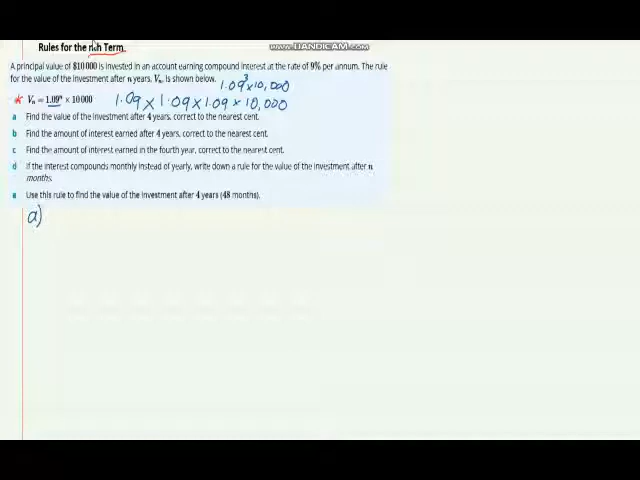 Rules for the nth Term
WWW.BANDICAM.COM
A principal value of $10 000 is invested in an account earning compound interest at the rate of 9% per annum. The rule
for the value of the investment after n years, Vn, is shown below.
1.09³ × 10,000
* Vn = 1.09ⁿ × 10 000
1.09 × 1.09 × 1.09 × 10,000
a Find the value of the investment after 4 years, correct to the nearest cent.
b Find the amount of interest earned after 4 years, correct to the nearest cent.
c Find the amount of interest earned in the fourth year, correct to the nearest cent.
d If the interest compounds monthly instead of yearly, write down a rule for the value of the investment after n
months.
e Use this rule to find the value of the investment after 4 years (48 months).
a)